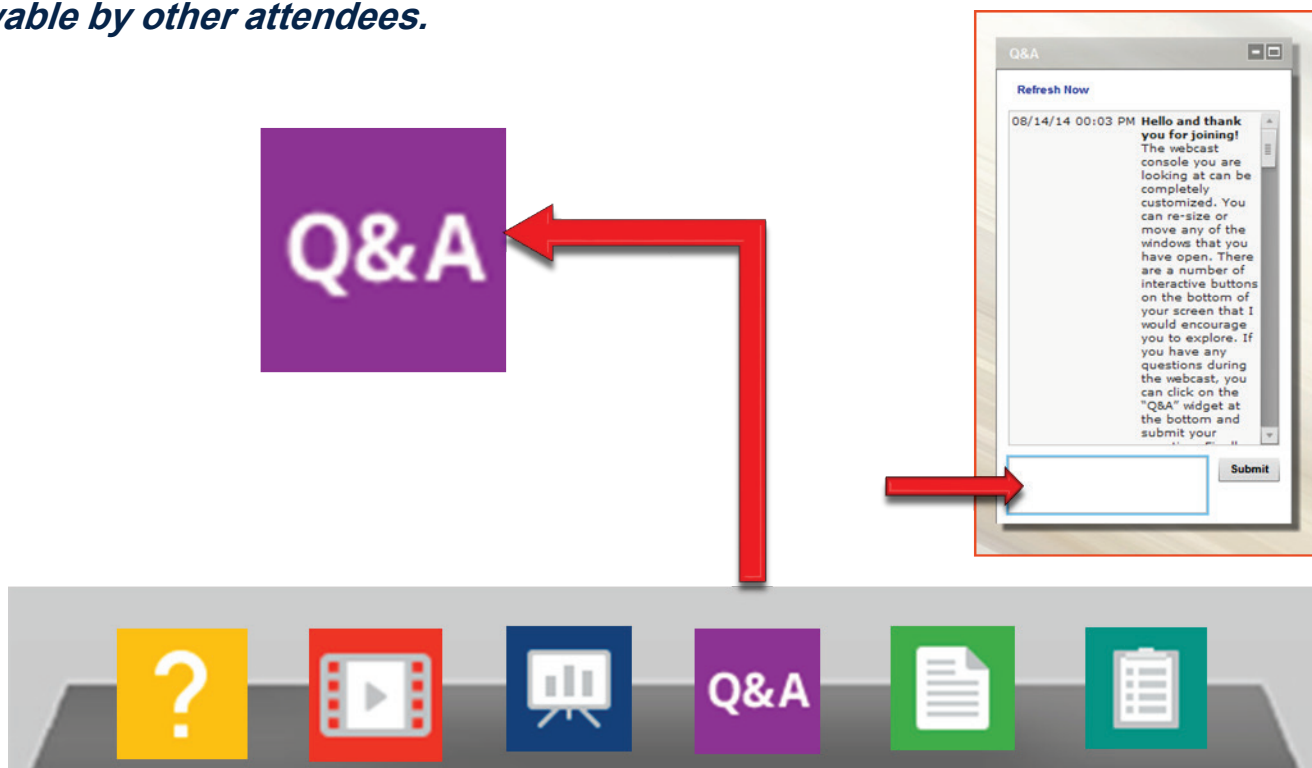 vable by other attendees.
Q&A
Q&A
Refresh Now
08/14/14 00:03 PM Hello and thank
you for joining!
The webcast
console you are
looking at can be
completely
customized. You
can re-size or
move any of the
windows that you
have open. There
are a number of
interactive buttons
on the bottom of
your screen that I
would encourage
you to explore. If
you have any
questions during
the webcast, you
can click on the
"Q&A" widget at
the bottom and
submit your
Submit
?
Q&A